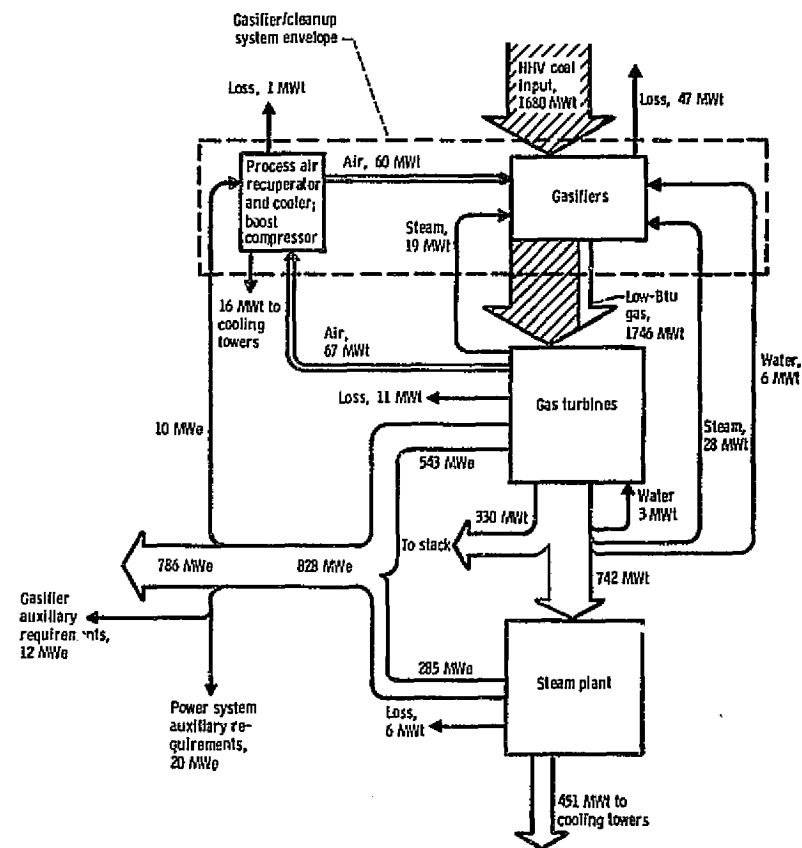 Gasifier/cleanup
system envelope
HHV coal
input,
1680 MWt
Loss, 1 MWt
Loss, 47 MWt
Process air
recuperator
and cooler;
boost
compressor
Air, 60 MWt
Gasifiers
Steam,
19 MWt
16 MWt to
cooling
towers
Low-Btu
gas,
1746 MWt
Air,
67 MWt
Water,
6 MWt
Loss, 11 MWt
Gas turbines
Steam,
28 MWt
10 MWe
543 MWe
Water
3 MWt
330 MWt
To stack
786 MWe
828 MWe
742 MWt
Gasifier
auxiliary
requirements,
12 MWe
285 MWe
Steam plant
Loss,
6 MWt
Power system
auxiliary re-
quirements,
20 MWe
451 MWt to
cooling towers